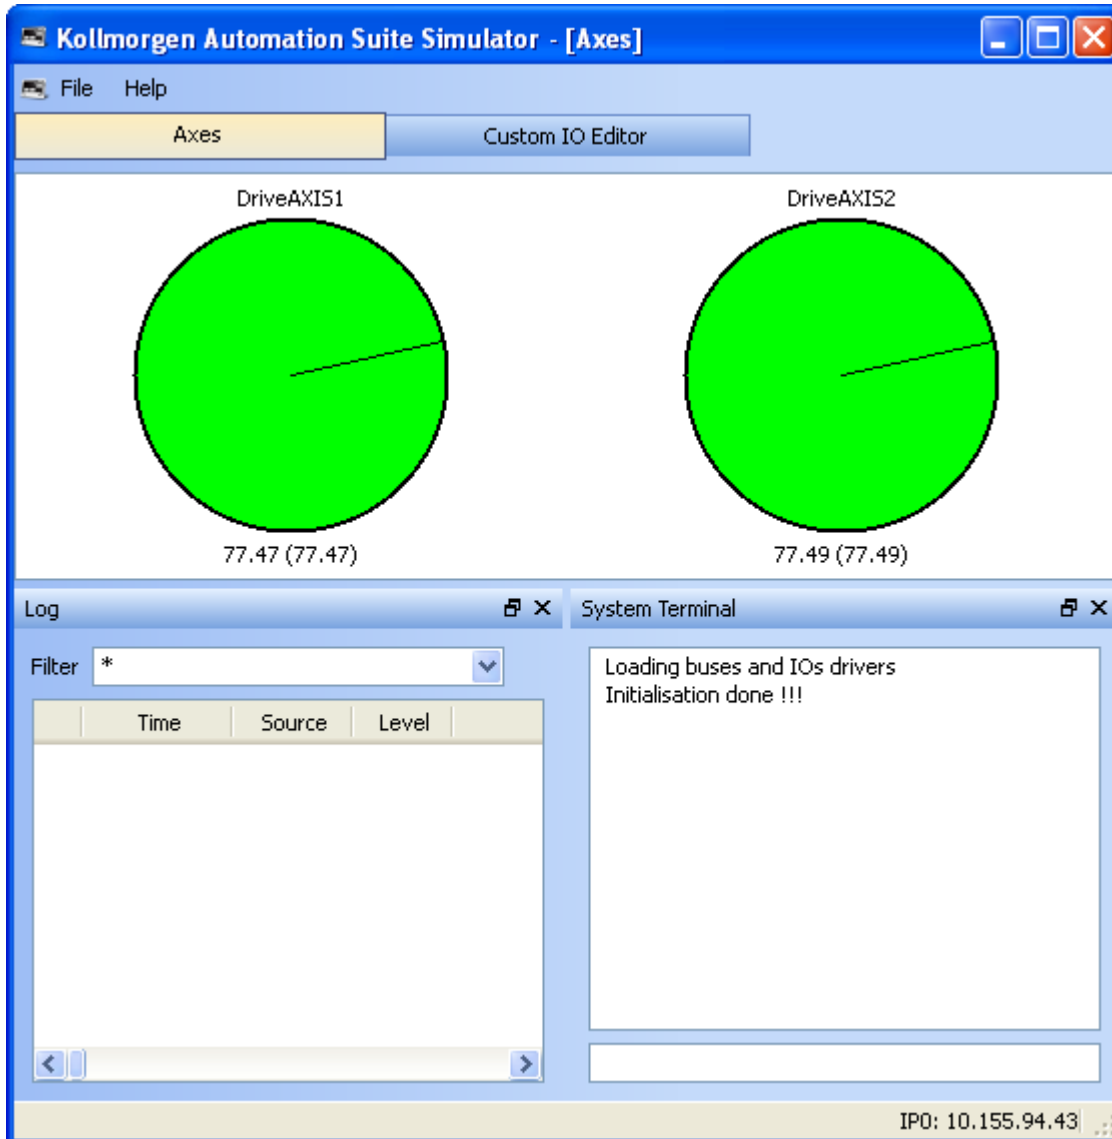 Kollmorgen Automation Suite Simulator - [Axes]
File Help
Axes Custom IO Editor
DriveAXIS1 DriveAXIS2
77.47 (77.47) 77.49 (77.49)
Log System Terminal
Filter *
Time Source Level
Loading buses and IOs drivers
Initialisation done !!!
IP0: 10.155.94.43